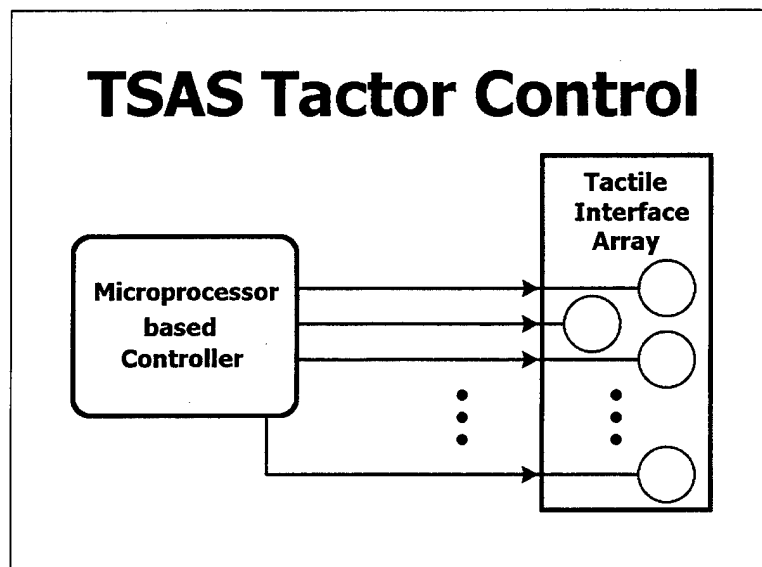 TSAS Tactor Control
Tactile
Interface
Array
Microprocessor
based
Controller